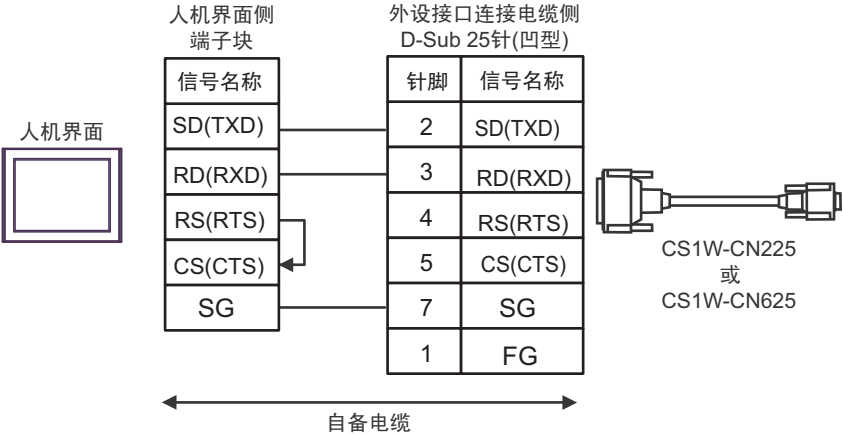 人机界面侧
端子块
外设接口连接电缆侧
D-Sub 25针(凹型)
人机界面
信号名称
针脚 信号名称
SD(TXD) 2 SD(TXD)
RD(RXD) 3 RD(RXD)
RS(RTS) 4 RS(RTS)
CS(CTS) 5 CS(CTS)
SG 7 SG
1 FG
CS1W-CN225
或
CS1W-CN625
自备电缆